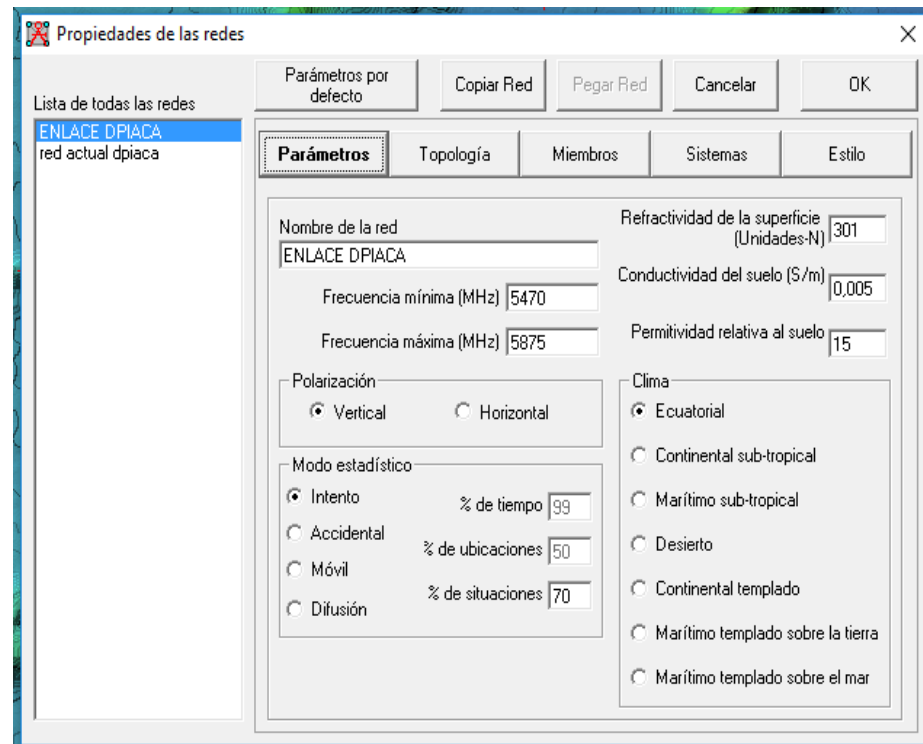 Propiedades de las redes
Lista de todas las redes
ENLACE DPIACA
red actual dpiaca
Parámetros por
defecto
Copiar Red
Pegar Red
Cancelar
OK
Parámetros
Topología
Miembros
Sistemas
Estilo
Nombre de la red
ENLACE DPIACA
Frecuencia mínima (MHz) 5470
Frecuencia máxima (MHz) 5875
Refractividad de la superficie
(Unidades-N) 301
Conductividad del suelo (S/m) 0,005
Permitividad relativa al suelo 15
Polarización
Vertical
Horizontal
Modo estadístico
Intento
Accidental
Móvil
Difusión
% de tiempo 99
% de ubicaciones 50
% de situaciones 70
Clima
Ecuatorial
Continental sub-tropical
Marítimo sub-tropical
Desierto
Continental templado
Marítimo templado sobre la tierra
Marítimo templado sobre el mar